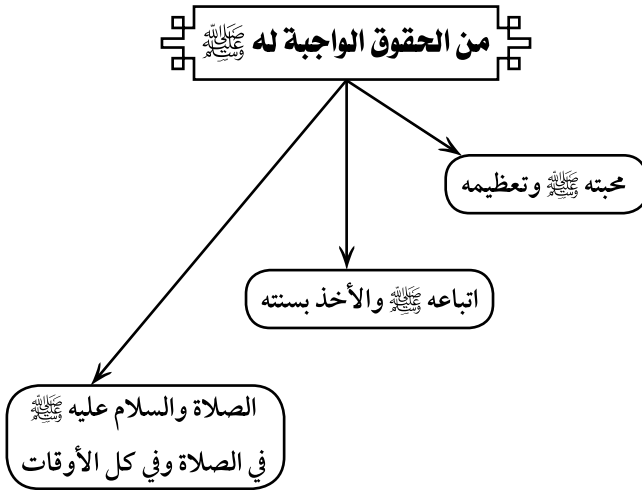 من الحقوق الواجبة له ﷺ
محبته ﷺ وتعظيمه
اتباعه ﷺ والأخذ بسنته
الصلاة والسلام عليه ﷺ
في الصلاة وفي كل الأوقات